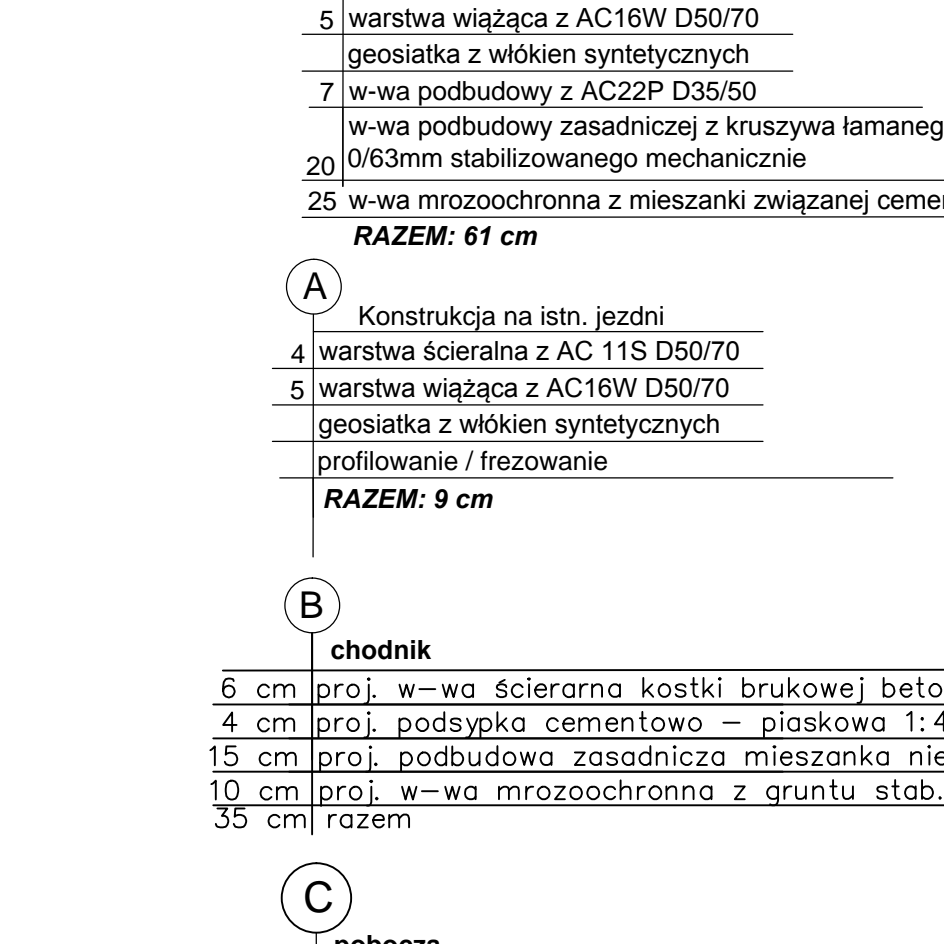 5 warstwa wiążąca z AC16W D50/70
geosiatka z włókien syntetycznych
7 w-wa podbudowy z AC22P D35/50
w-wa podbudowy zasadniczej z kruszywa łamaneg
20 0/63mm stabilizowanego mechanicznie
25 w-wa mrozoochronna z mieszanki związanej
RAZEM: 61 cm
A
Konstrukcja na istn. jezdni
4 warstwa ścieralna z AC 11S D50/70
5 warstwa wiążąca z AC16W D50/70
geosiatka z włókien syntetycznych
profilowanie / frezowanie
RAZEM: 9 cm
B
chodnik
6 cm proj. w-wa ścierarna kostki brukowej beto
4 cm proj. podsypka cementowo - piaskowa 1:4
15 cm proj. podbudowa zasadnicza mieszanka nie
10 cm proj. w-wa mrozoochronna z gruntu stab.
35 cm razem
C
pobocza